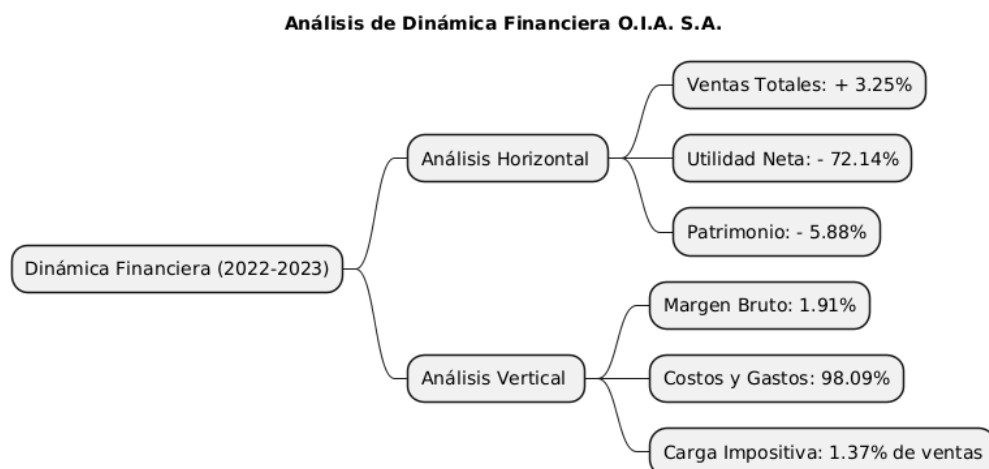 Análisis de Dinámica Financiera O.I.A. S.A.
Dinámica Financiera (2022-2023)
Análisis Horizontal
Ventas Totales: + 3.25%
Utilidad Neta: - 72.14%
Patrimonio: - 5.88%
Análisis Vertical
Margen Bruto: 1.91%
Costos y Gastos: 98.09%
Carga Impositiva: 1.37% de ventas